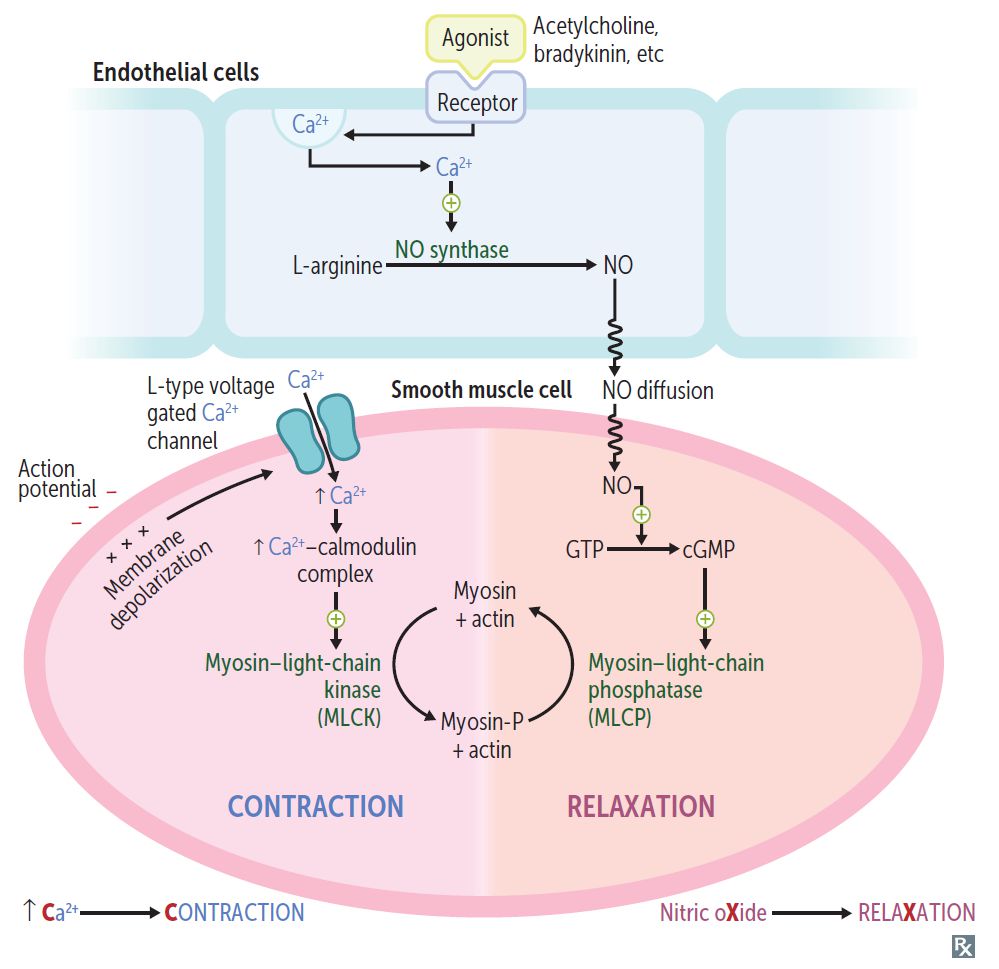 Agonist
Acetylcholine,
bradykinin, etc
Endothelial cells
Receptor
Ca²⁺
Ca²⁺
+
NO synthase
L-arginine
NO
L-type voltage
gated Ca²⁺
channel
Ca²⁺
Smooth muscle cell
NO diffusion
Action
potential
–
–
–
+ + +
Membrane
depolarization
↑ Ca²⁺
↑ Ca²⁺–calmodulin
complex
+
Myosin–light-chain
kinase
(MLCK)
NO
+
GTP
cGMP
+
Myosin
+ actin
Myosin-P
+ actin
Myosin–light-chain
phosphatase
(MLCP)
CONTRACTION
RELAXATION
↑ Ca²⁺ → CONTRACTION
Nitric oXide → RELAXATION
Rx